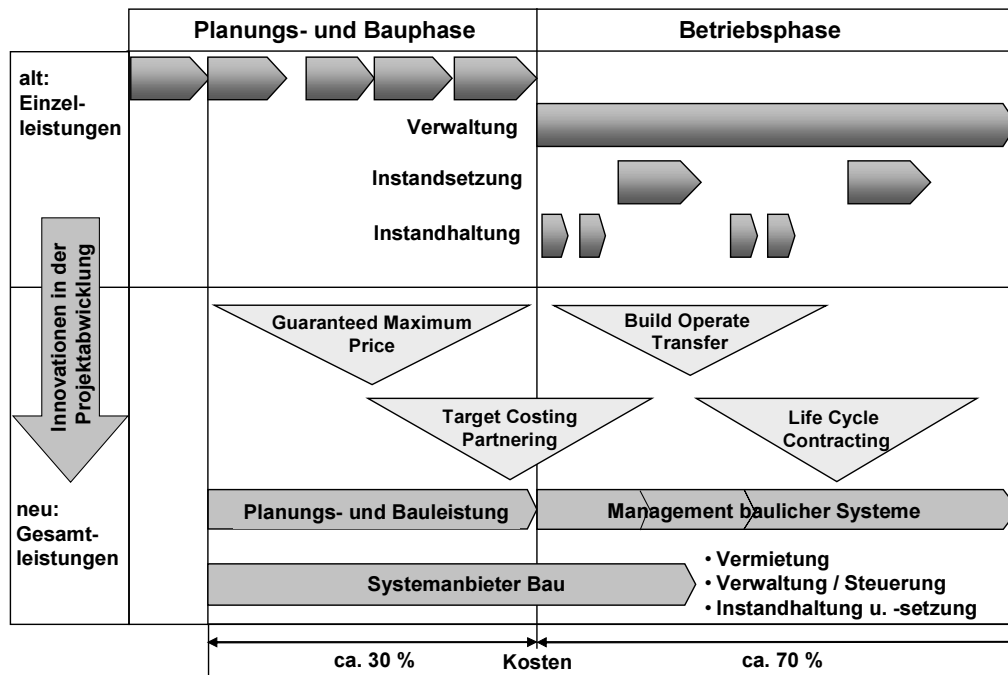 Planungs- und Bauphase
Betriebsphase
alt:
Einzel-
leistungen
Verwaltung
Instandsetzung
Instandhaltung
Innovationen in der
Projektabwicklung
Guaranteed Maximum
Price
Build Operate
Transfer
Target Costing
Partnering
Life Cycle
Contracting
neu:
Gesamt-
leistungen
Planungs- und Bauleistung
Management baulicher Systeme
Systemanbieter Bau
• Vermietung
• Verwaltung / Steuerung
• Instandhaltung u. -setzung
ca. 30 %
Kosten
ca. 70 %